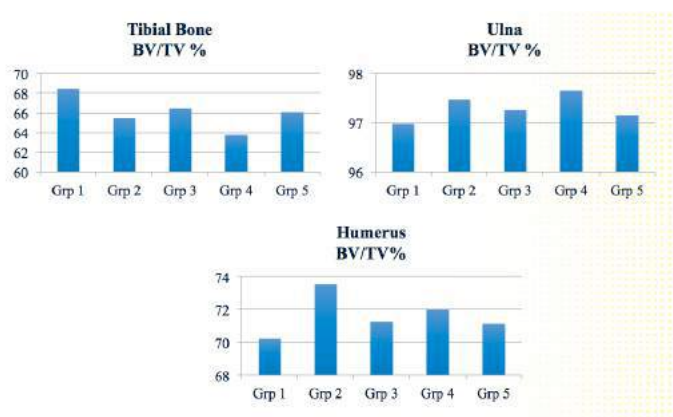 Tibial Bone
BV/TV %
70
68
66
64
62
60
Grp 1 Grp 2 Grp 3 Grp 4 Grp 5
Ulna
BV/TV %
98
97
96
Grp 1 Grp 2 Grp 3 Grp 4 Grp 5
Humerus
BV/TV%
74
72
70
68
Grp 1 Grp 2 Grp 3 Grp 4 Grp 5